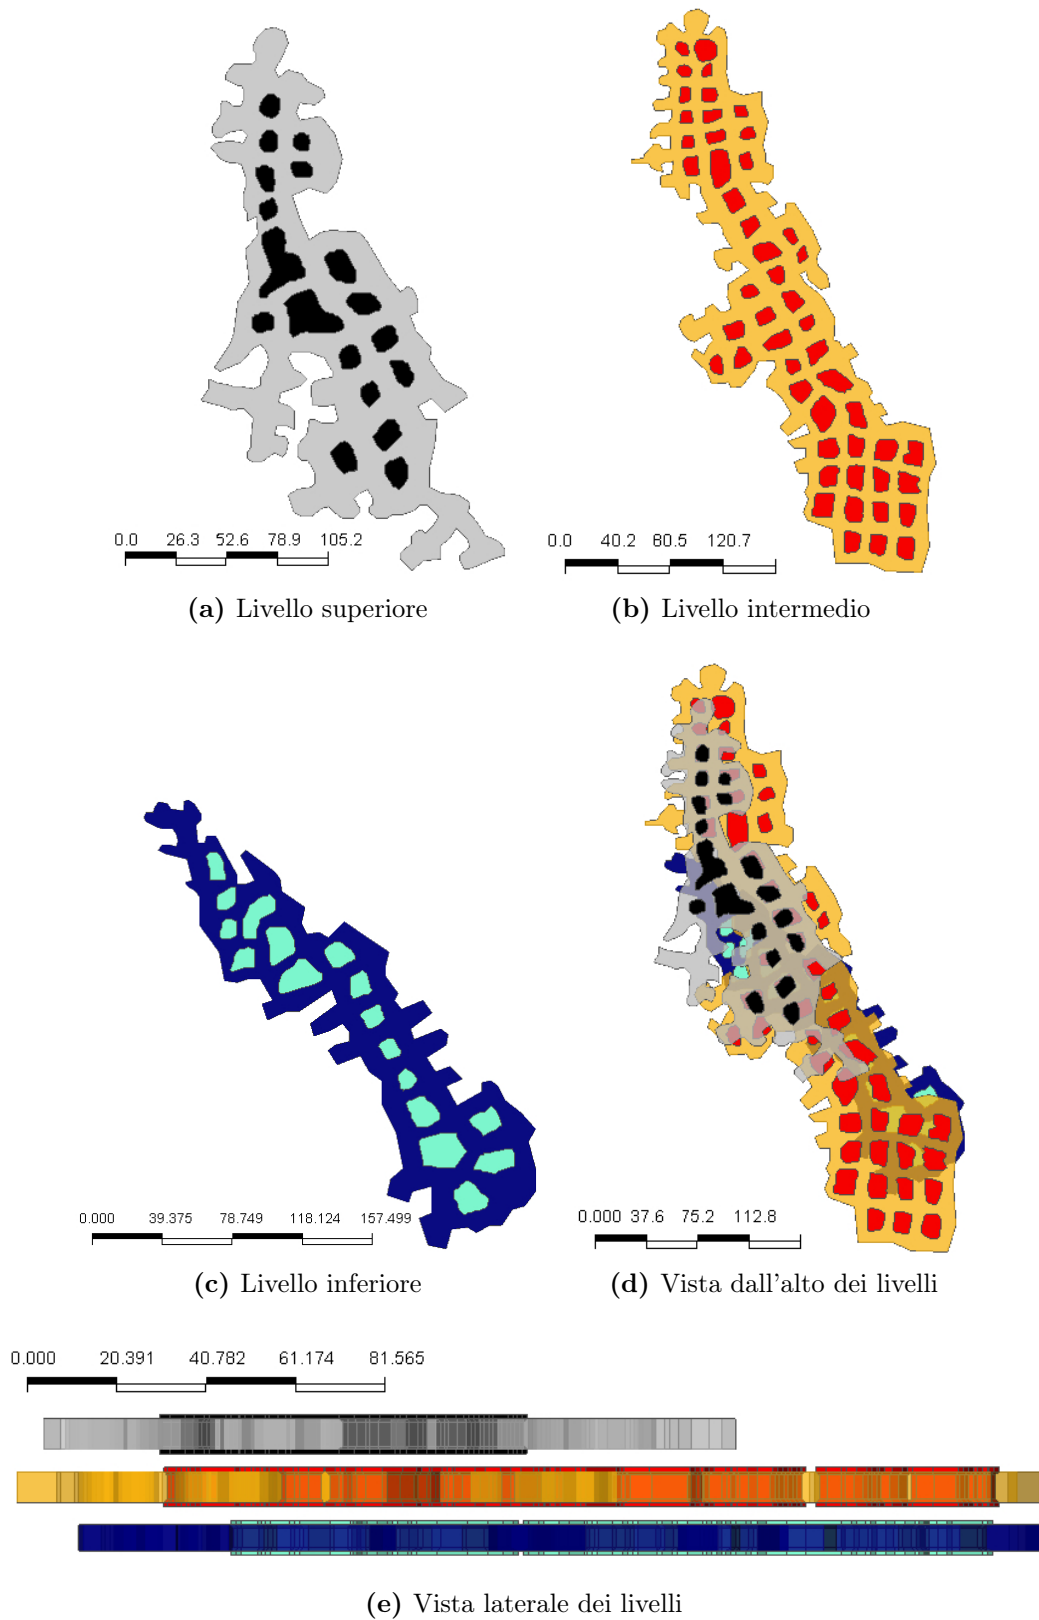 0.0 26.3 52.6 78.9 105.2
0.0 40.2 80.5 120.7
(a) Livello superiore
(b) Livello intermedio
0.000 39.375 78.749 118.124 157.499
0.000 37.6 75.2 112.8
(c) Livello inferiore
(d) Vista dall'alto dei livelli
0.000 20.391 40.782 61.174 81.565
(e) Vista laterale dei livelli